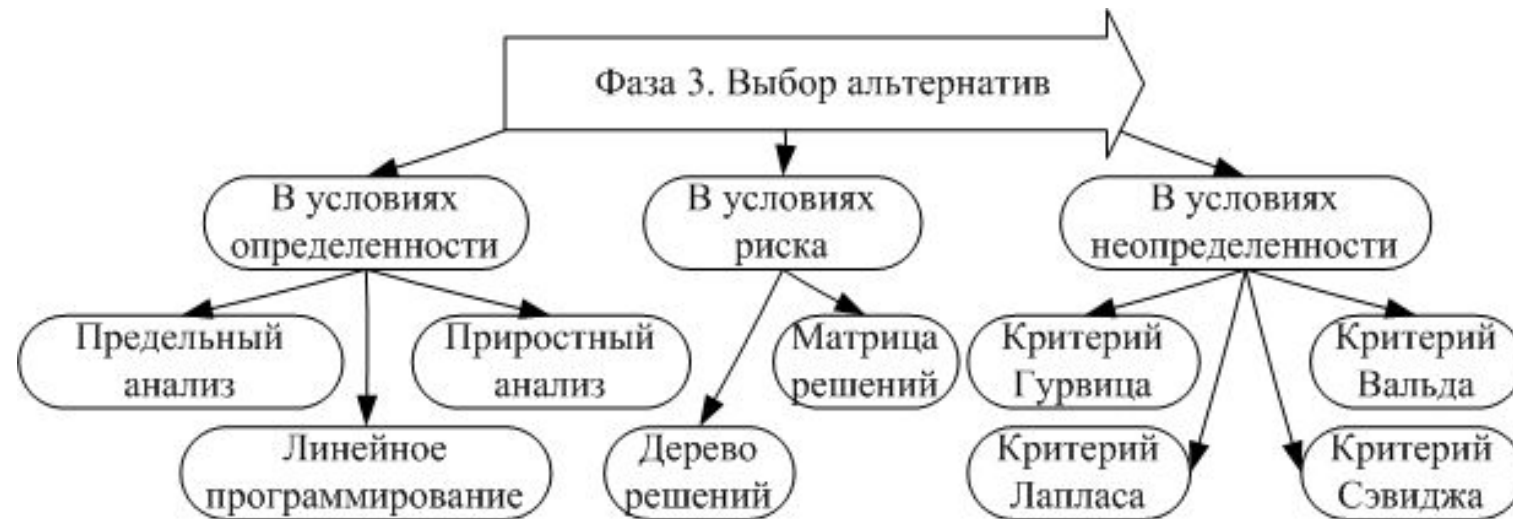 Фаза 3. Выбор альтернатив
В условиях
определенности
В условиях
риска
В условиях
неопределенности
Предельный
анализ
Приростный
анализ
Матрица
решений
Критерий
Гурвица
Критерий
Вальда
Линейное
программирование
Дерево
решений
Критерий
Лапласа
Критерий
Сэвиджа